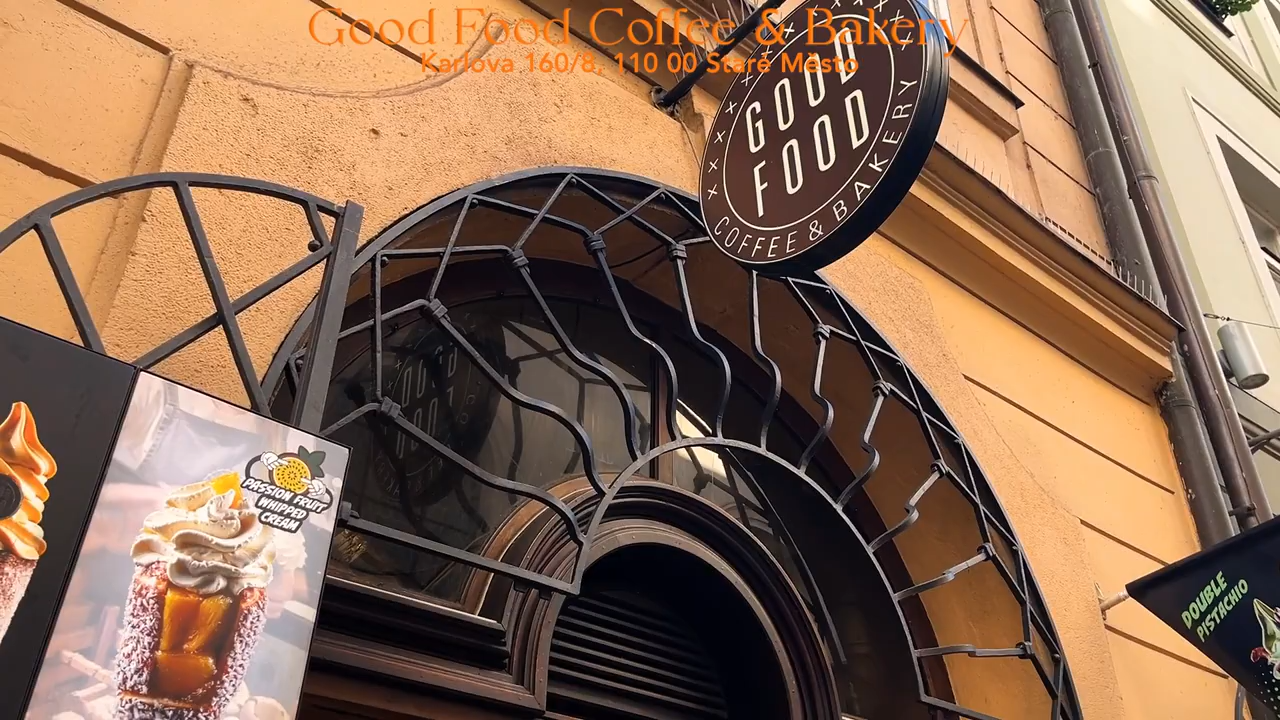 Good Food Coffee & Bakery
Karlova 160/8, 110 00 Staré Město
GOOD
FOOD
COFFEE & BAKERY
PASSION FRUIT
WHIPPED
CREAM
DOUBLE
PISTACHIO